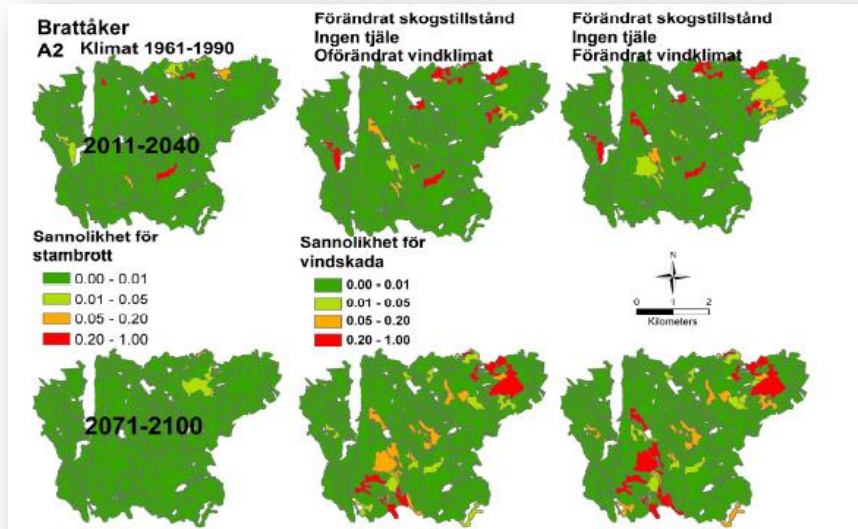 Brattåker
A2 Klimat 1961-1990
Förändrat skogstillstånd
Ingen tjäle
Oförändrat vindklimat
Förändrat skogstillstånd
Ingen tjäle
Förändrat vindklimat
2011-2040
Sannolikhet för
stambrott
0.00 - 0.01
0.01 - 0.05
0.05 - 0.20
0.20 - 1.00
Sannolikhet för
vindskada
0.00 - 0.01
0.01 - 0.05
0.05 - 0.20
0.20 - 1.00
N
0 1 2
Kilometers
2071-2100